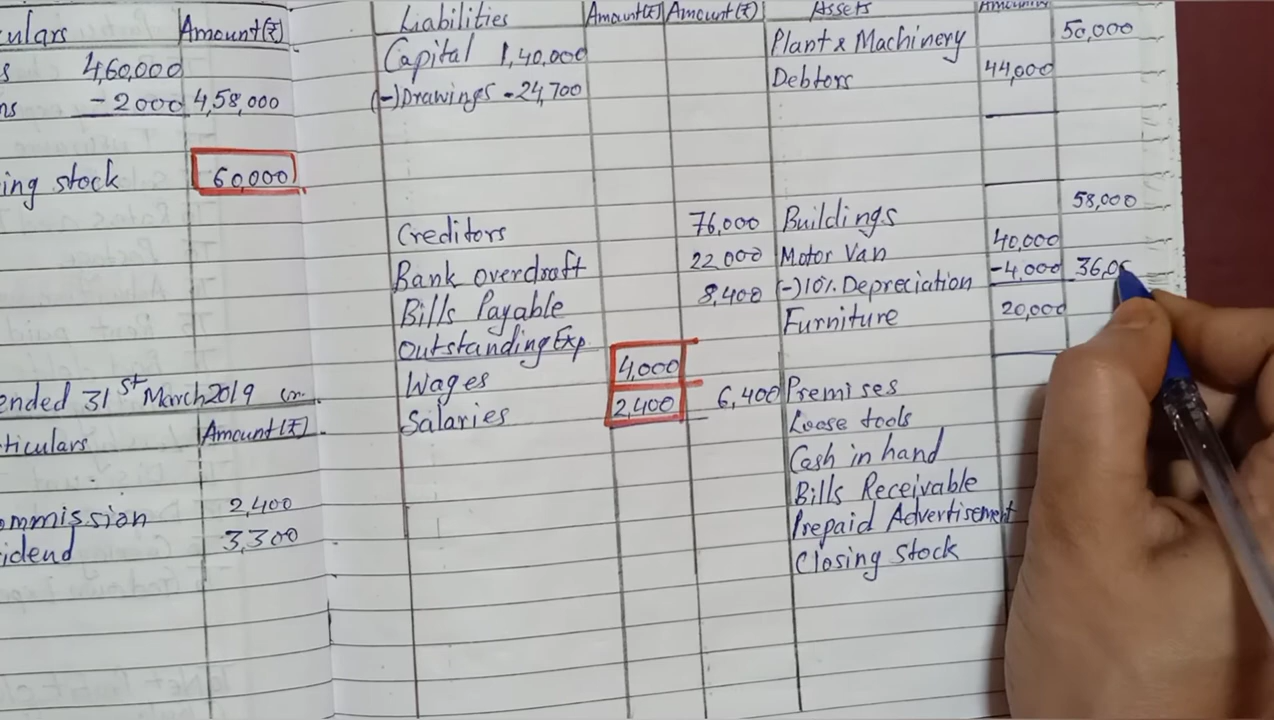 culars Amount(₹)
s 4,60,000
ns -2000 4,58,000
ing stock 60,000
ended 31st March 2019
ticulars Amount(₹)
ommission 2,400
idend 3,300
Liabilities Amount(₹) Amount(₹) Assets
Capital 1,40,000
(-)Drawings -24,700
Creditors 76,000
Bank overdraft 22,000
Bills Payable 8,400
Outstanding Exp.
Wages 4,000
Salaries 2,400 6,400
Plant & Machinery 50,000
Debtors 44,000
Buildings 58,000
Motor Van 40,000
(-)10%.Depreciation -4,000 36,0
Furniture 20,000
Premises
Loose tools
Cash in hand
Bills Receivable
Prepaid Advertisement
Closing Stock